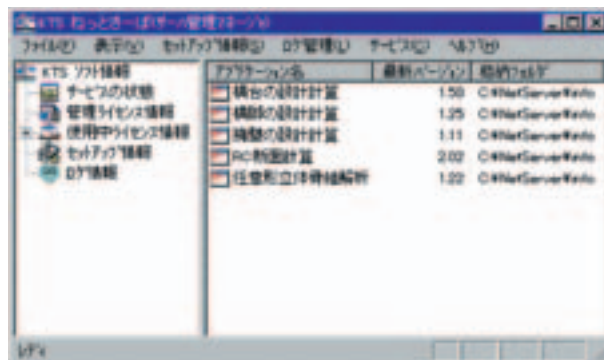 KTS ねっとさーば(サーバ管理マネージャ)
ファイル(F) 表示(V) セットアップ情報(S) ログ管理(L) サービス(C) ヘルプ(H)
KTS ソフト情報
サービスの状態
管理ライセンス情報
使用中ライセンス情報
セットアップ情報
ログ情報
アプリケーション名 最新バージョン 格納フォルダ
橋台の設計計算 1.50 C:¥NetServer¥info
橋脚の設計計算 1.25 C:¥NetServer¥info
擁壁の設計計算 1.11 C:¥NetServer¥info
RC断面計算 2.02 C:¥NetServer¥info
任意形立体骨組解析 1.22 C:¥NetServer¥info
レディ